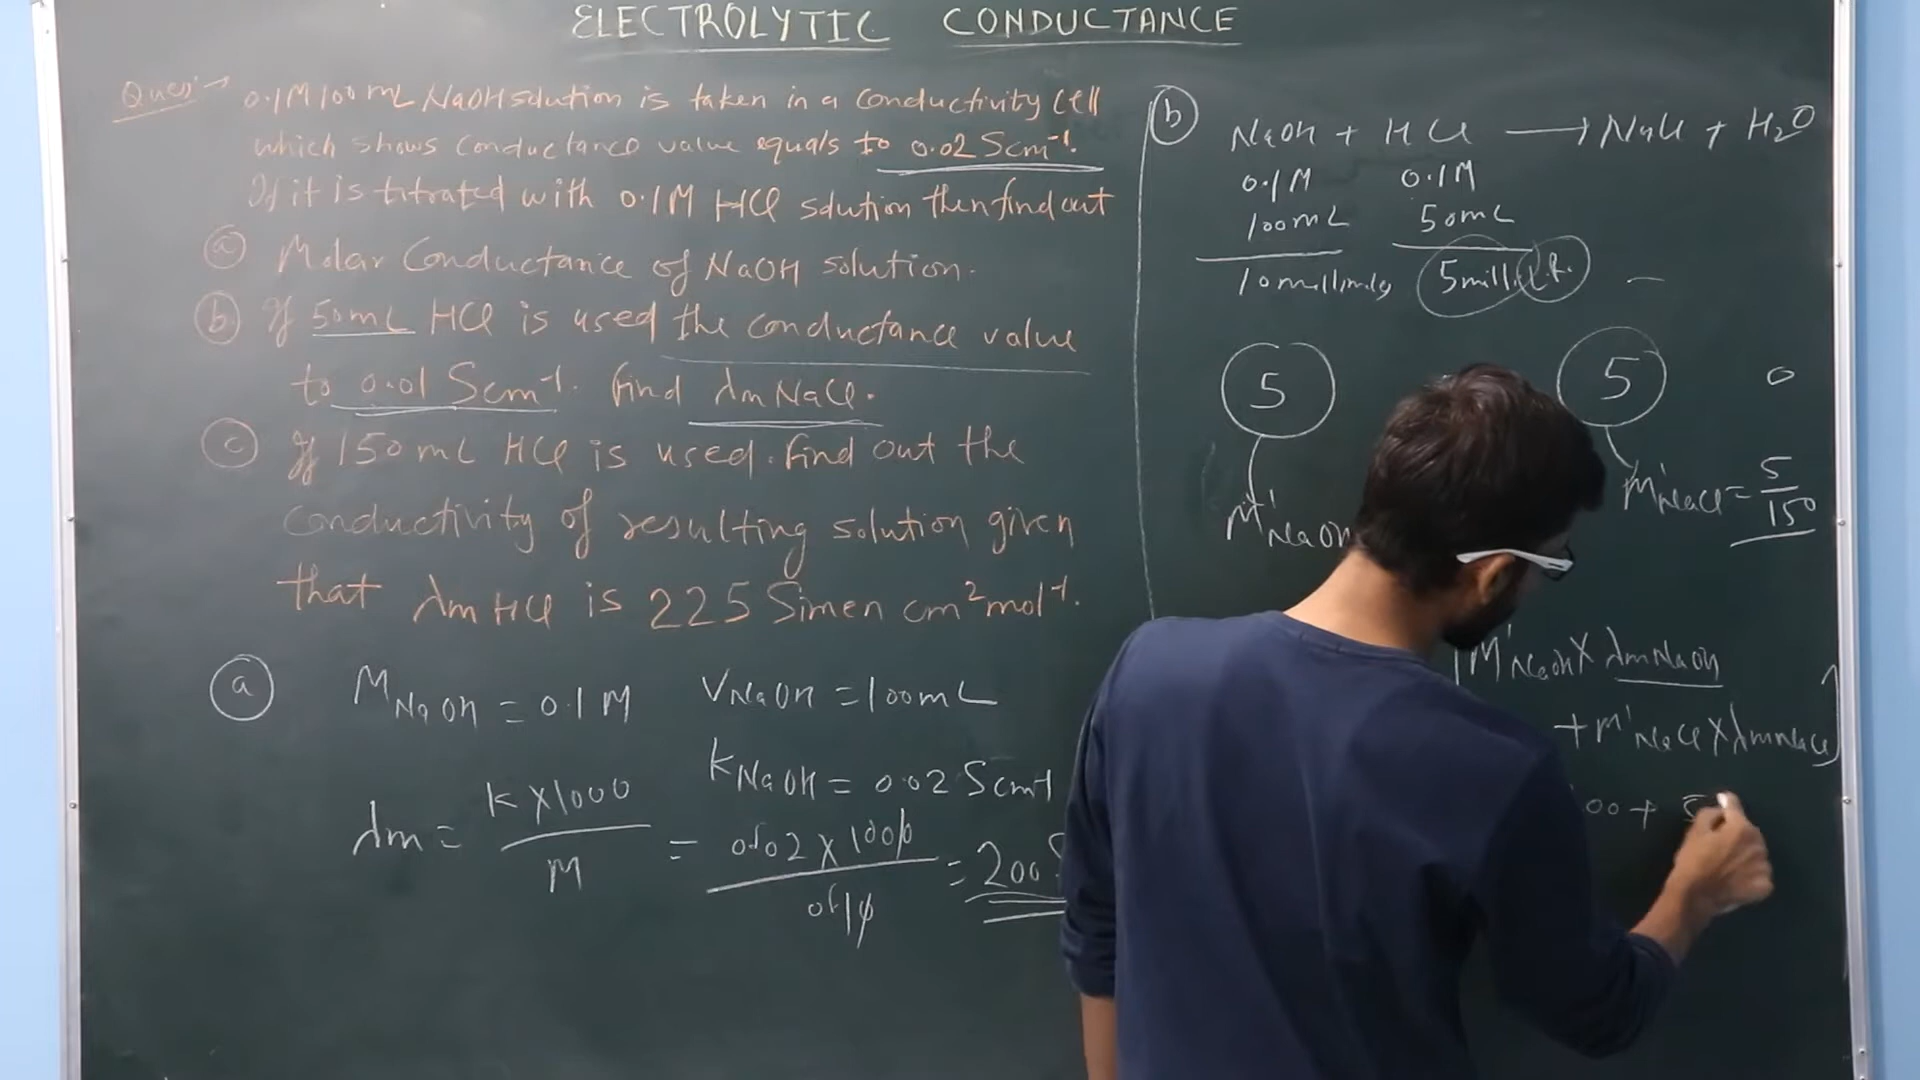 ELECTROLYTIC CONDUCTANCE
Ques:→ 0.1M 100mL NaOH solution is taken in a conductivity cell
which shows conductance value equals to 0.02 Scm⁻¹.
If it is titrated with 0.1M HCl solution then find out
(a) Molar Conductance of NaOH solution.
(b) If 50mL HCl is used the conductance value
to 0.01 Scm⁻¹. find λm NaCl.
(c) If 150mL HCl is used. find out the
conductivity of resulting solution given
that λm HCl is 225 Simen cm² mol⁻¹.
(a) M NaOH = 0.1M V NaOH = 100mL
K NaOH = 0.02 Scm⁻¹
λm = K×1000 / M = 0.02×1000 / 0.1 = 200
(b) NaOH + HCl → NaCl + H₂O
0.1M 0.1M
100mL 50mL
10 millimoles 5 milli. L.R. —
5 5 0
M' NaOH M' NaCl = 5/150
M' NaOH × λm NaOH
+ M' NaCl × λm NaCl
00 + 5